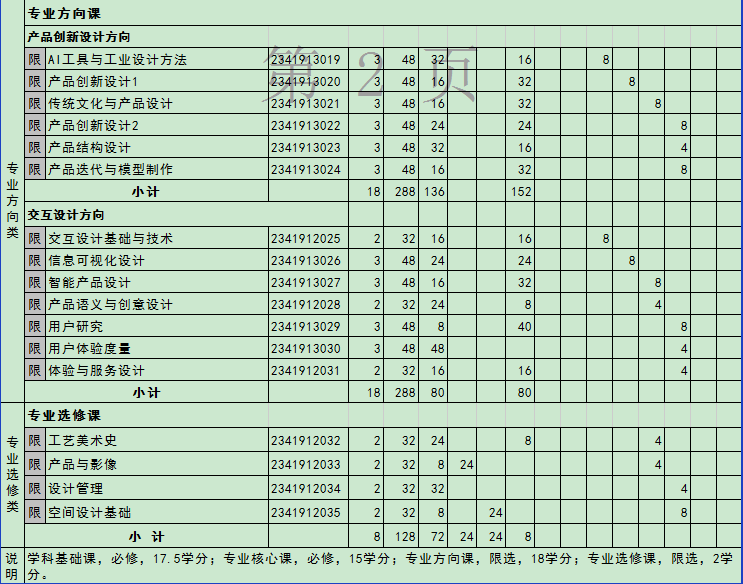 专业方向课
产品创新设计方向
限 AI工具与工业设计方法 2341913019 3 48 32 16 8
限 产品创新设计1 2341913020 3 48 16 32 8
限 传统文化与产品设计 2341913021 3 48 16 32 8
限 产品创新设计2 2341913022 3 48 24 24 8
限 产品结构设计 2341913023 3 48 32 16 4
限 产品迭代与模型制作 2341913024 3 48 16 32 8
小计 18 288 136 152
第 2 页
专业方向类
交互设计方向
限 交互设计基础与技术 2341912025 2 32 16 16 8
限 信息可视化设计 2341913026 3 48 24 24 8
限 智能产品设计 2341913027 3 48 16 32 8
限 产品语义与创意设计 2341912028 2 32 24 8 4
限 用户研究 2341913029 3 48 8 40 8
限 用户体验度量 2341913030 3 48 48 4
限 体验与服务设计 2341912031 2 32 16 16 4
小计 18 288 80 80
专业选修课
限 工艺美术史 2341912032 2 32 24 8 4
限 产品与影像 2341912033 2 32 8 24 4
限 设计管理 2341912034 2 32 32 4
限 空间设计基础 2341912035 2 32 8 24 8
专业选修类
小 计 8 128 72 24 24 8
说明 学科基础课，必修，17.5学分；专业核心课，必修，15学分；专业方向课，限选，18学分；专业选修课，限选，2学
分。